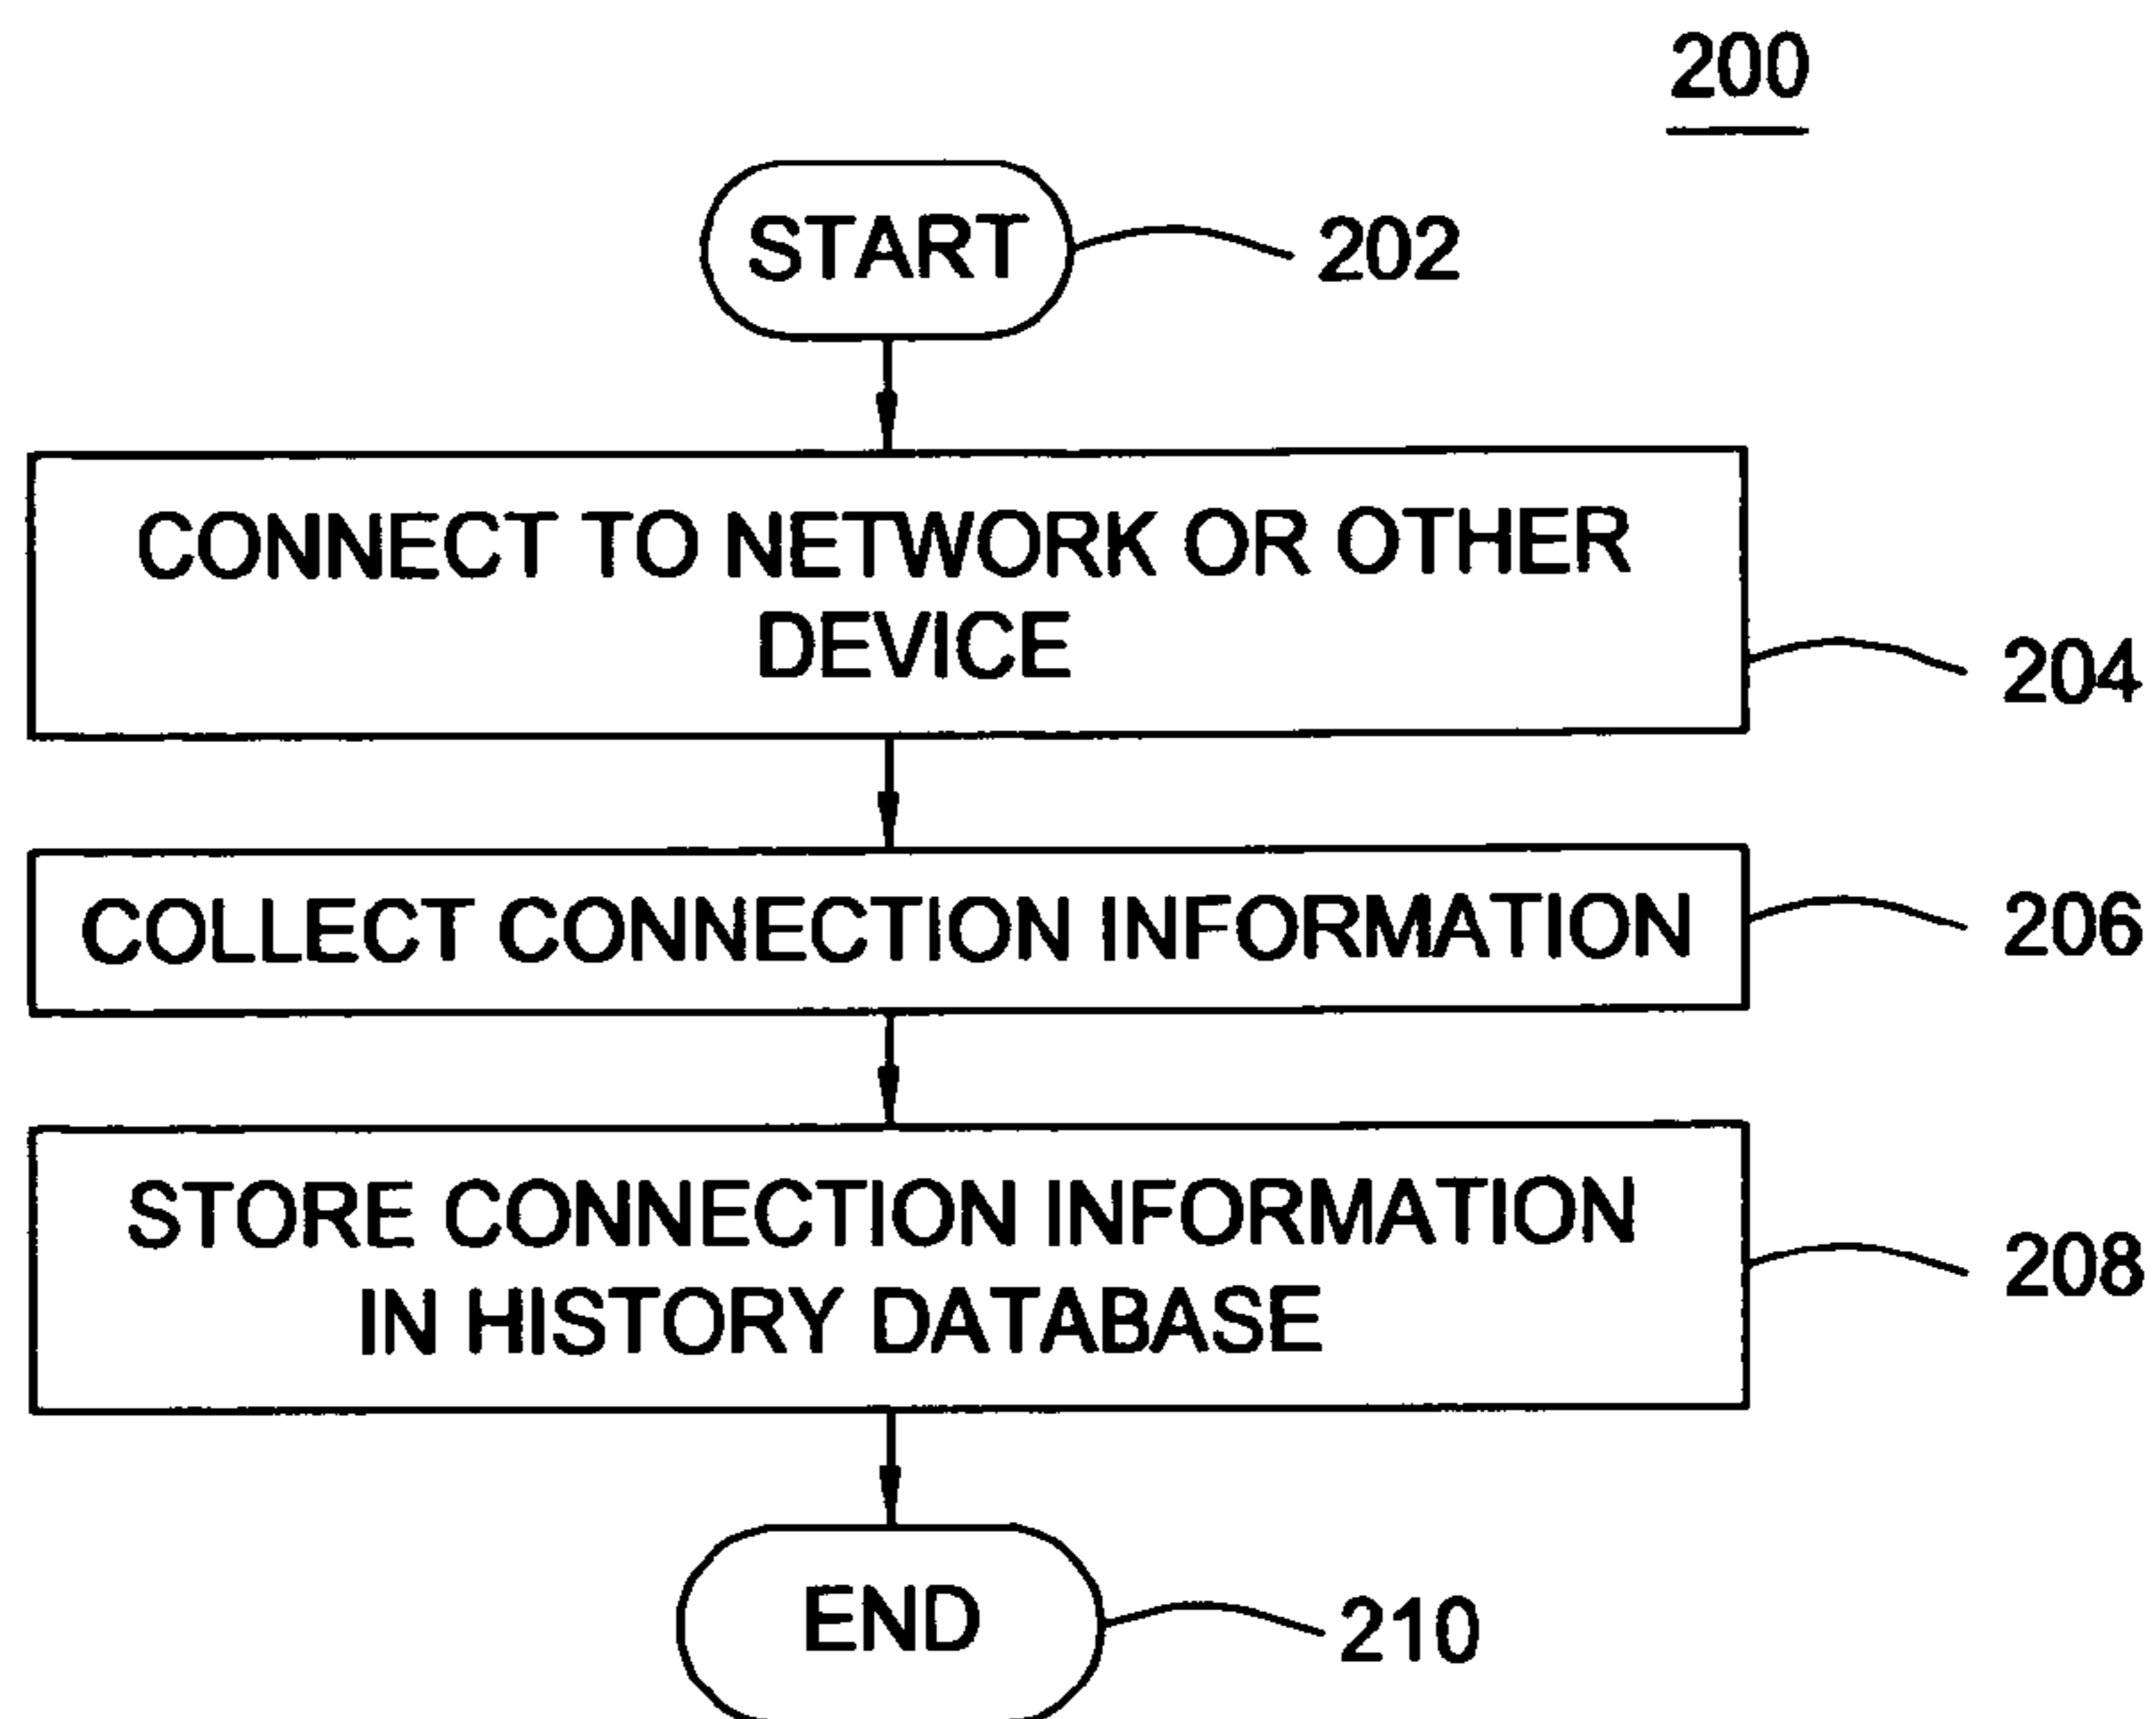 200
START
202
CONNECT TO NETWORK OR OTHER
DEVICE
204
COLLECT CONNECTION INFORMATION
206
STORE CONNECTION INFORMATION
IN HISTORY DATABASE
208
END
210